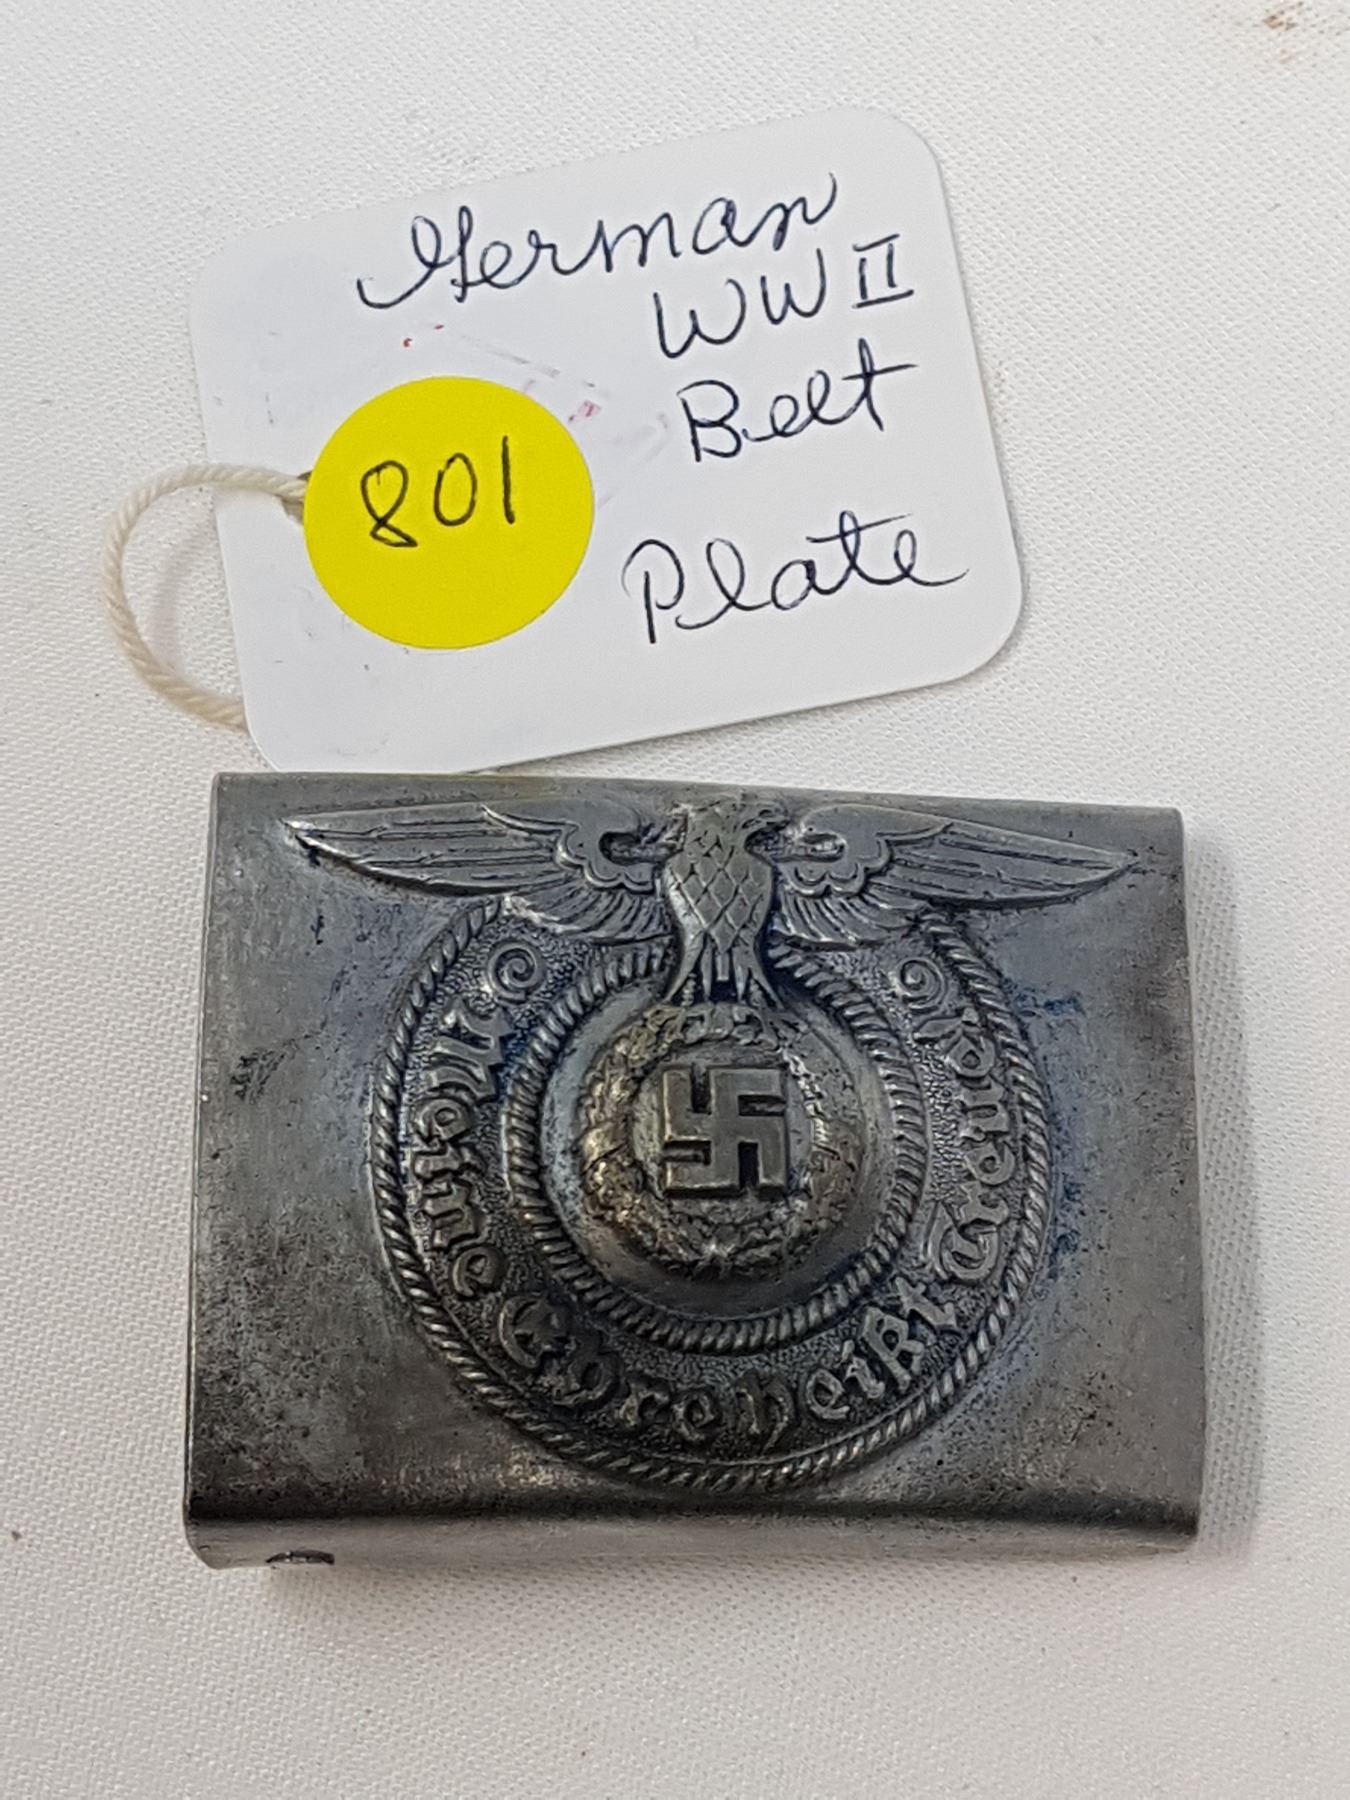 German
WW II
Belt
Plate
801
Meine Ehre heißt Treue!